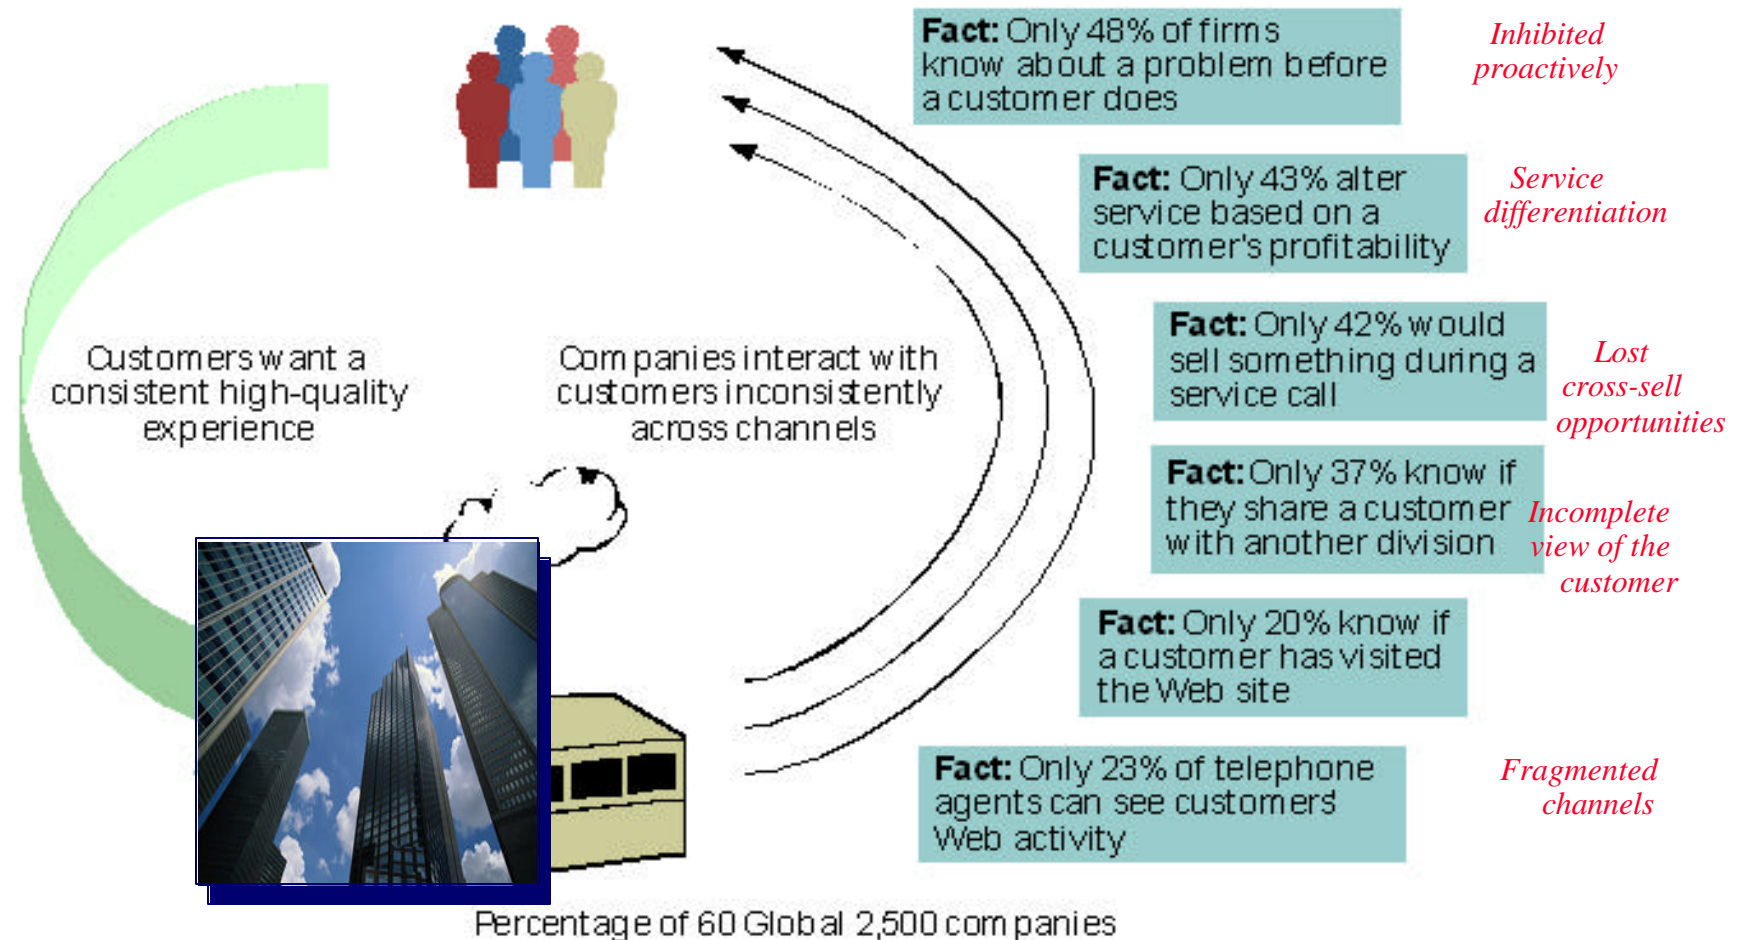 Fact: Only 48% of firms
know about a problem before
a customer does
Inhibited
proactively
Fact: Only 43% alter
service based on a
customer's profitability
Service
differentiation
Fact: Only 42% would
sell something during a
service call
Lost
cross-sell
opportunities
Customers want a
consistent high-quality
experience
Companies interact with
customers inconsistently
across channels
Fact: Only 37% know if
they share a customer
with another division
Incomplete
view of the
customer
Fact: Only 20% know if
a customer has visited
the Web site
Fact: Only 23% of telephone
agents can see customers'
Web activity
Fragmented
channels
Percentage of 60 Global 2,500 companies